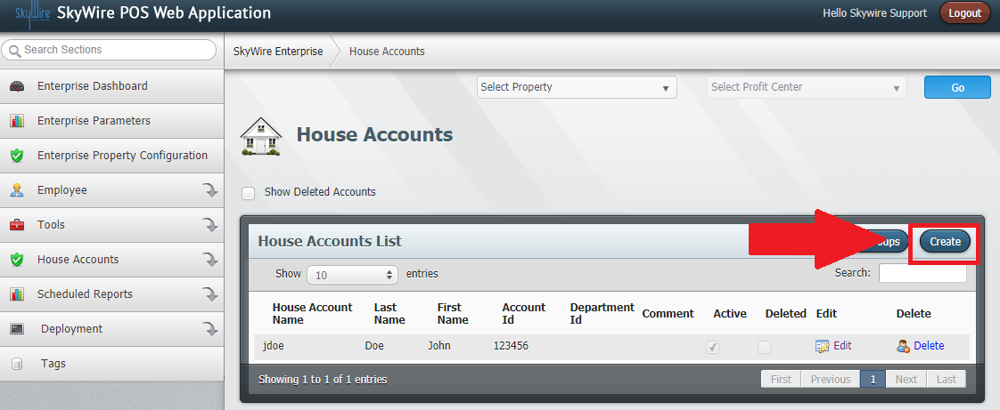 SkyWire SkyWire POS Web Application
Hello Skywire Support Logout
Search Sections
SkyWire Enterprise House Accounts
Enterprise Dashboard
Enterprise Parameters
Enterprise Property Configuration
Employee
Tools
House Accounts
Scheduled Reports
Deployment
Tags
Select Property Select Profit Center Go
House Accounts
Show Deleted Accounts
House Accounts List
Create
Show 10 entries
Search:
House Account Name Last Name First Name Account Id Department Id Comment Active Deleted Edit Delete
jdoe Doe John 123456 Edit Delete
Showing 1 to 1 of 1 entries
First Previous 1 Next Last